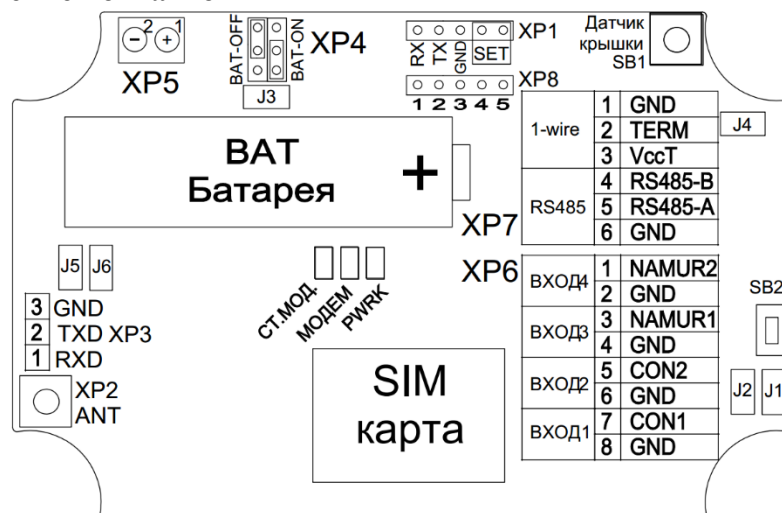 2 1
− +
XP5
BAT-OFF
BAT-ON
XP4
J3
XP1
RX
TX
GND
SET
XP8
1 2 3 4 5
Датчик
крышки
SB1
BAT
Батарея
+
1-wire
1 GND
2 TERM
3 VccT
J4
RS485
4 RS485-B
5 RS485-A
6 GND
XP7
XP6
ВХОД4
1 NAMUR2
2 GND
ВХОД3
3 NAMUR1
4 GND
ВХОД2
5 CON2
6 GND
ВХОД1
7 CON1
8 GND
SB2
J2 J1
J5 J6
СТ.МОД.
МОДЕМ
PWRK
3 GND
2 TXD XP3
1 RXD
XP2
ANT
SIM
карта